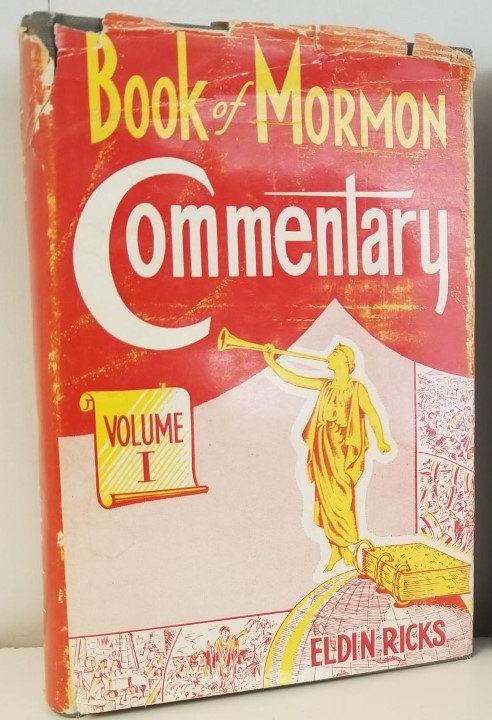 Book of MORMON
Commentary
VOLUME
I
ELDIN RICKS